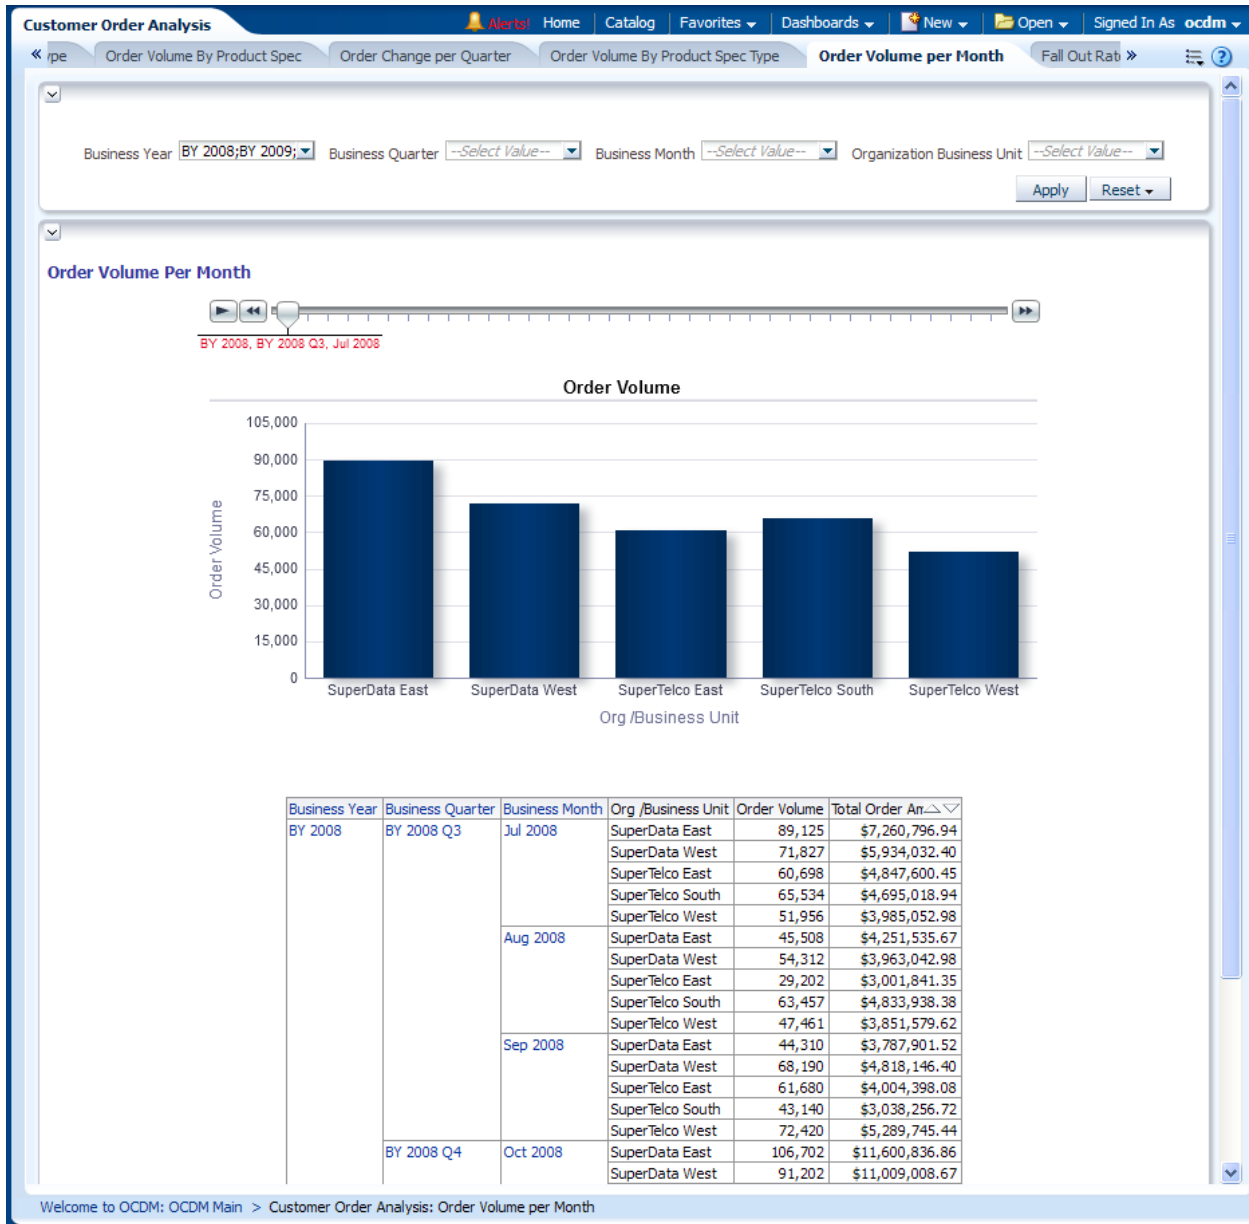 Customer Order Analysis
Alerts! Home Catalog Favorites Dashboards New Open Signed In As ocdm
ype Order Volume By Product Spec Order Change per Quarter Order Volume By Product Spec Type Order Volume per Month Fall Out Rat
Business Year BY 2008;BY 2009; Business Quarter --Select Value-- Business Month --Select Value-- Organization Business Unit --Select Value--
Apply Reset
Order Volume Per Month
BY 2008, BY 2008 Q3, Jul 2008
Order Volume
105,000
90,000
75,000
60,000
45,000
30,000
15,000
0
Order Volume
SuperData East SuperData West SuperTelco East SuperTelco South SuperTelco West
Org /Business Unit
Business Year Business Quarter Business Month Org /Business Unit Order Volume Total Order Am
BY 2008 BY 2008 Q3 Jul 2008 SuperData East 89,125 $7,260,796.94
SuperData West 71,827 $5,934,032.40
SuperTelco East 60,698 $4,847,600.45
SuperTelco South 65,534 $4,695,018.94
SuperTelco West 51,956 $3,985,052.98
Aug 2008 SuperData East 45,508 $4,251,535.67
SuperData West 54,312 $3,963,042.98
SuperTelco East 29,202 $3,001,841.35
SuperTelco South 63,457 $4,833,938.38
SuperTelco West 47,461 $3,851,579.62
Sep 2008 SuperData East 44,310 $3,787,901.52
SuperData West 68,190 $4,818,146.40
SuperTelco East 61,680 $4,004,398.08
SuperTelco South 43,140 $3,038,256.72
SuperTelco West 72,420 $5,289,745.44
BY 2008 Q4 Oct 2008 SuperData East 106,702 $11,600,836.86
SuperData West 91,202 $11,009,008.67
Welcome to OCDM: OCDM Main > Customer Order Analysis: Order Volume per Month